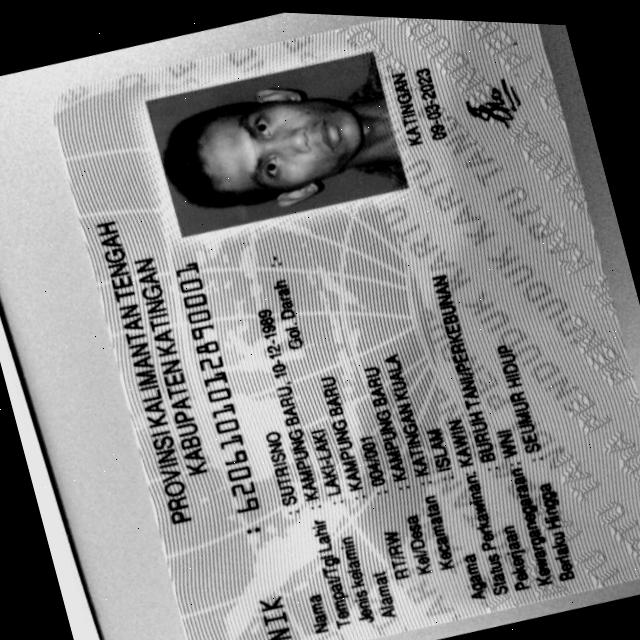 PROVINSI KALIMANTAN TENGAH
KABUPATEN KATINGAN
NIK : 6206101012890001
Nama : SUTRISNO
Tempat/Tgl Lahir : KAMPUNG BARU, 10-12-1989
Jenis kelamin : LAKI-LAKI Gol. Darah : -
Alamat : KAMPUNG BARU
RT/RW : 004/001
Kel/Desa : KAMPUNG BARU
Kecamatan : KATINGAN KUALA
Agama : ISLAM
Status Perkawinan: KAWIN
Pekerjaan : BURUH TANI/PERKEBUNAN
Kewarganegaraan: WNI
Berlaku Hingga : SEUMUR HIDUP
KATINGAN
09-03-2023